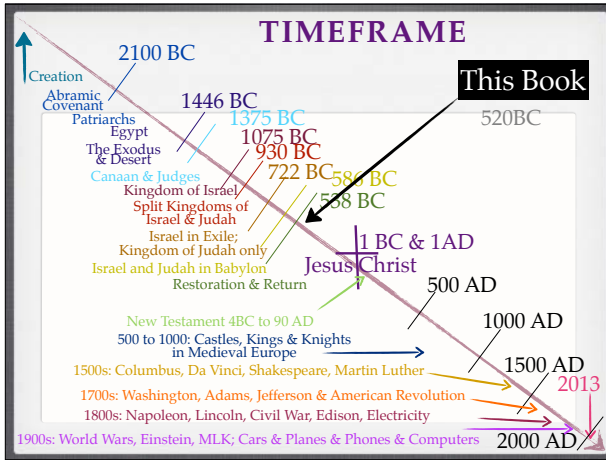 TIMEFRAME
2100 BC
This Book
Creation
Abramic
Covenant
1446 BC
520BC
Patriarchs
1375 BC
Egypt
1075 BC
The Exodus
& Desert
930 BC
Canaan & Judges
722 BC
586 BC
Kingdom of Israel
538 BC
Split Kingdoms of
Israel & Judah
Israel in Exile;
Kingdom of Judah only
1 BC & 1AD
Israel and Judah in Babylon
Jesus Christ
Restoration & Return
500 AD
New Testament 4BC to 90 AD
1000 AD
500 to 1000: Castles, Kings & Knights
in Medieval Europe
1500 AD
1500s: Columbus, Da Vinci, Shakespeare, Martin Luther
2013
1700s: Washington, Adams, Jefferson & American Revolution
1800s: Napoleon, Lincoln, Civil War, Edison, Electricity
1900s: World Wars, Einstein, MLK; Cars & Planes & Phones & Computers
2000 AD